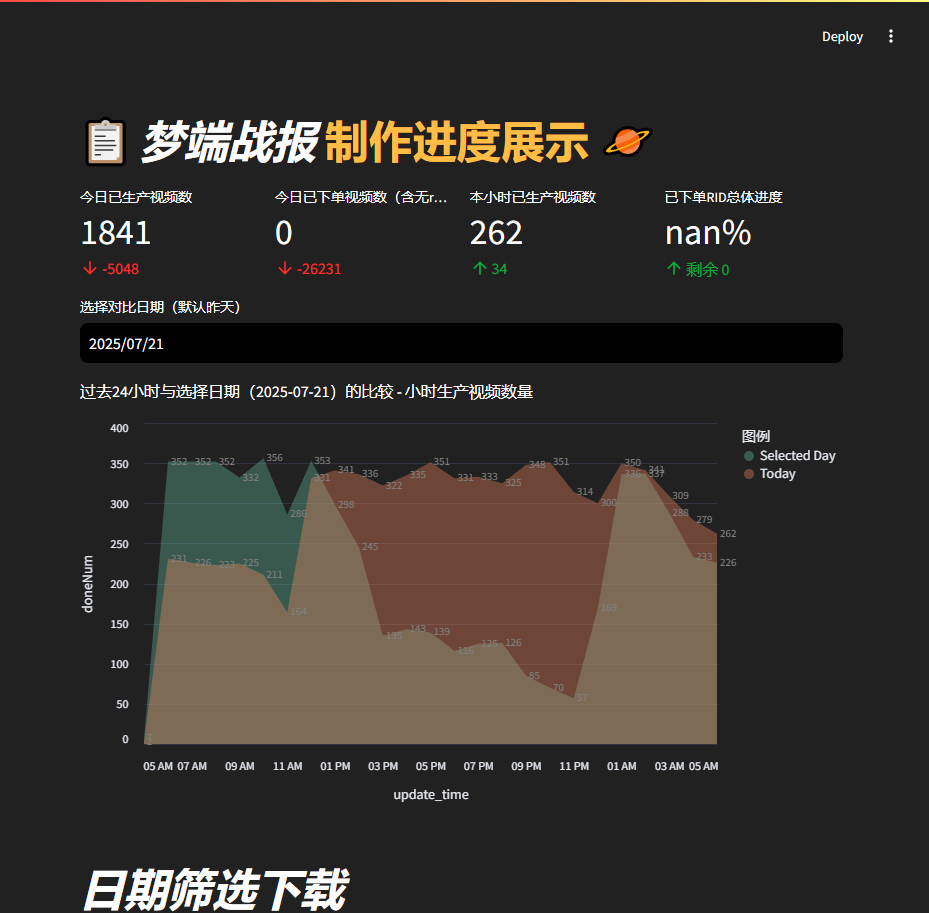 Deploy
梦端战报 制作进度展示
今日已生产视频数
1841
-5048
今日已下单视频数（含无r...
0
-26231
本小时已生产视频数
262
34
已下单RID总体进度
nan%
剩余 0
选择对比日期（默认昨天）
2025/07/21
过去24小时与选择日期（2025-07-21）的比较 - 小时生产视频数量
图例
Selected Day
Today
doneNum
400
350
300
250
200
150
100
50
0
352 352 352 332 356 286 353 298 245 135 143 139 116 125 126 85 70 57 169 336 337 288 233 226
231 226 223 225 211 164 331 341 336 322 335 351 331 333 325 348 351 314 300 350 341 309 279 262
05 AM 07 AM 09 AM 11 AM 01 PM 03 PM 05 PM 07 PM 09 PM 11 PM 01 AM 03 AM 05 AM
update_time
日期筛选下载